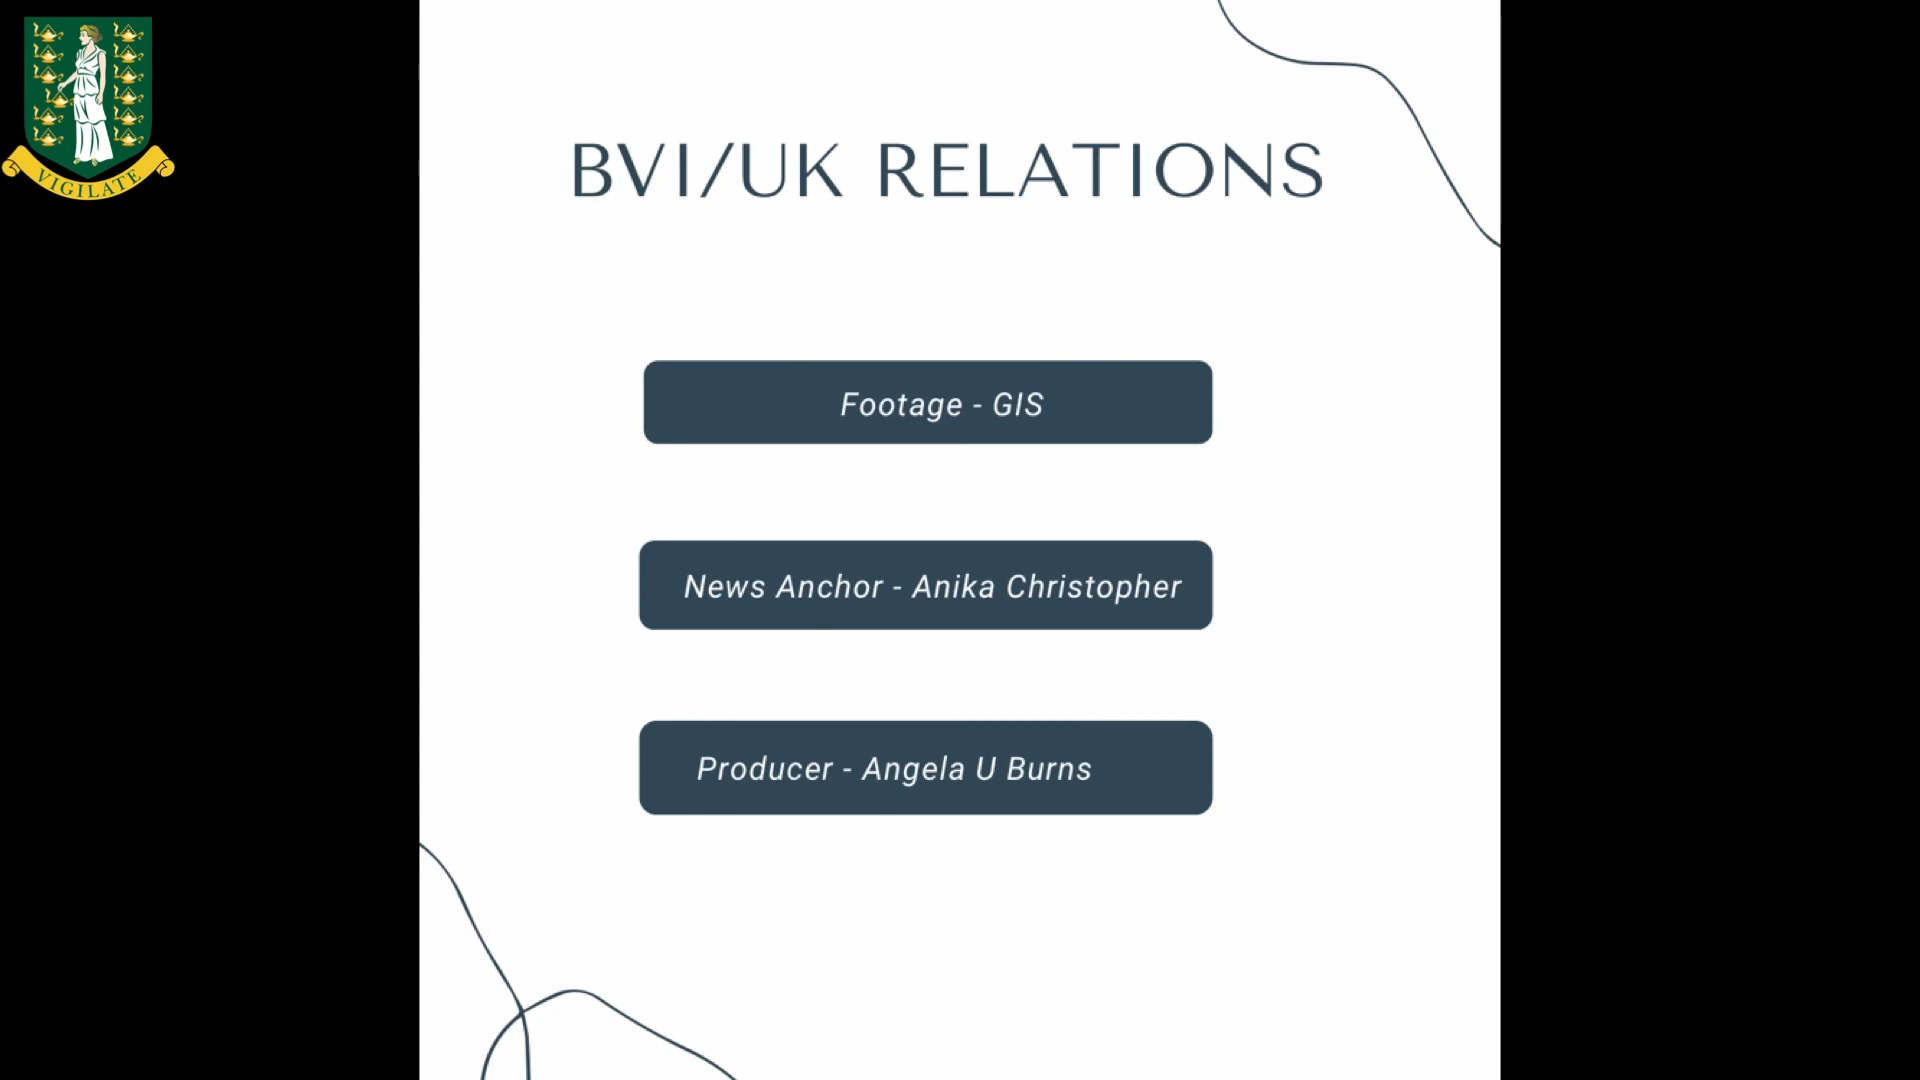 VIGILATE
BVI/UK RELATIONS
Footage - GIS
News Anchor - Anika Christopher
Producer - Angela U Burns